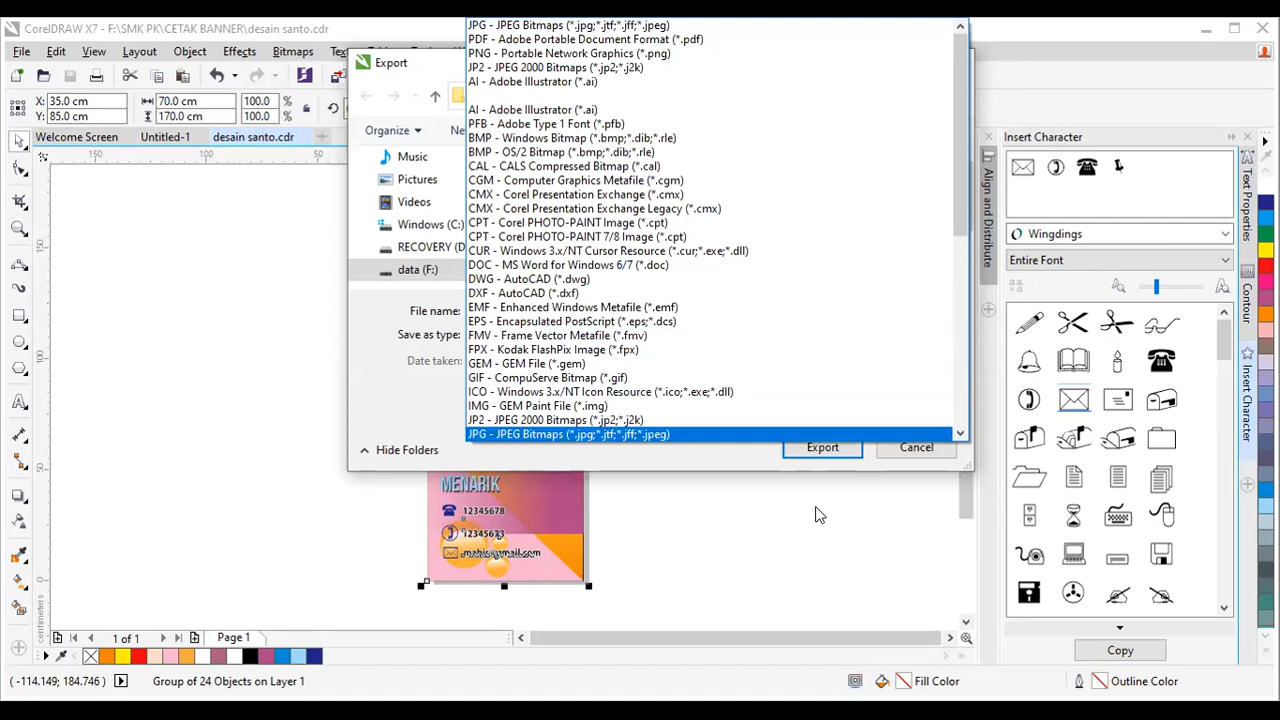 CorelDRAW X7 - F:\SMK PK\CETAK BANNER\desain santo.cdr
File Edit View Layout Object Effects Bitmaps
Export
X: 35.0 cm 70.0 cm 100.0 %
Y: 85.0 cm 170.0 cm 100.0 %
Welcome Screen Untitled-1 desain santo.cdr
150 100 50
Organize
Music
Pictures
Videos
Windows (C:)
RECOVERY (D
data (F:)
File name:
Save as type:
Date taken:
Hide Folders
JPG - JPEG Bitmaps (*.jpg;*.jtf;*.jff;*.jpeg)
PDF - Adobe Portable Document Format (*.pdf)
PNG - Portable Network Graphics (*.png)
JP2 - JPEG 2000 Bitmaps (*.jp2;*.j2k)
AI - Adobe Illustrator (*.ai)
AI - Adobe Illustrator (*.ai)
PFB - Adobe Type 1 Font (*.pfb)
BMP - Windows Bitmap (*.bmp;*.dib;*.rle)
BMP - OS/2 Bitmap (*.bmp;*.dib;*.rle)
CAL - CALS Compressed Bitmap (*.cal)
CGM - Computer Graphics Metafile (*.cgm)
CMX - Corel Presentation Exchange (*.cmx)
CMX - Corel Presentation Exchange Legacy (*.cmx)
CPT - Corel PHOTO-PAINT Image (*.cpt)
CPT - Corel PHOTO-PAINT 7/8 Image (*.cpt)
CUR - Windows 3.x/NT Cursor Resource (*.cur;*.exe;*.dll)
DOC - MS Word for Windows 6/7 (*.doc)
DWG - AutoCAD (*.dwg)
DXF - AutoCAD (*.dxf)
EMF - Enhanced Windows Metafile (*.emf)
EPS - Encapsulated PostScript (*.eps;*.dcs)
FMV - Frame Vector Metafile (*.fmv)
FPX - Kodak FlashPix Image (*.fpx)
GEM - GEM File (*.gem)
GIF - CompuServe Bitmap (*.gif)
ICO - Windows 3.x/NT Icon Resource (*.ico;*.exe;*.dll)
IMG - GEM Paint File (*.img)
JP2 - JPEG 2000 Bitmaps (*.jp2;*.j2k)
JPG - JPEG Bitmaps (*.jpg;*.jtf;*.jff;*.jpeg)
Export Cancel
MENARIK
12345678
Insert Character
Wingdings
Entire Font
Copy
Align and Distribute
Text Properties
Contour
Insert Character
centimeters
1 of 1 Page 1
( -114.149; 184.746 ) Group of 24 Objects on Layer 1 Fill Color Outline Color